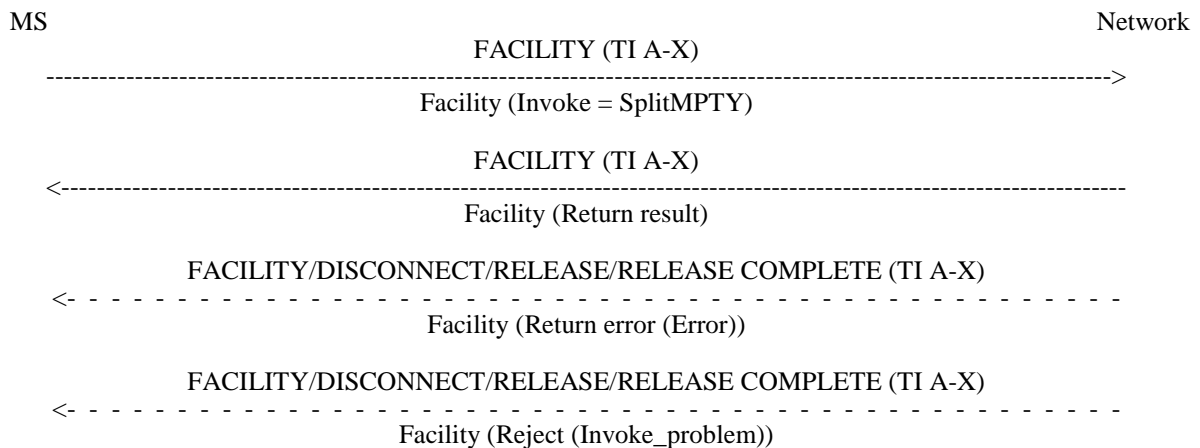 MS Network
FACILITY (TI A-X)
------------------------------------------------------------------------------------------------------------------------>
Facility (Invoke = SplitMPTY)
FACILITY (TI A-X)
<------------------------------------------------------------------------------------------------------------------------
Facility (Return result)
FACILITY/DISCONNECT/RELEASE/RELEASE COMPLETE (TI A-X)
<- - - - - - - - - - - - - - - - - - - - - - - - - - - - - - - - - - - - - - - - - - - - - - - -
Facility (Return error (Error))
FACILITY/DISCONNECT/RELEASE/RELEASE COMPLETE (TI A-X)
<- - - - - - - - - - - - - - - - - - - - - - - - - - - - - - - - - - - - - - - - - - - - - - - -
Facility (Reject (Invoke_problem))